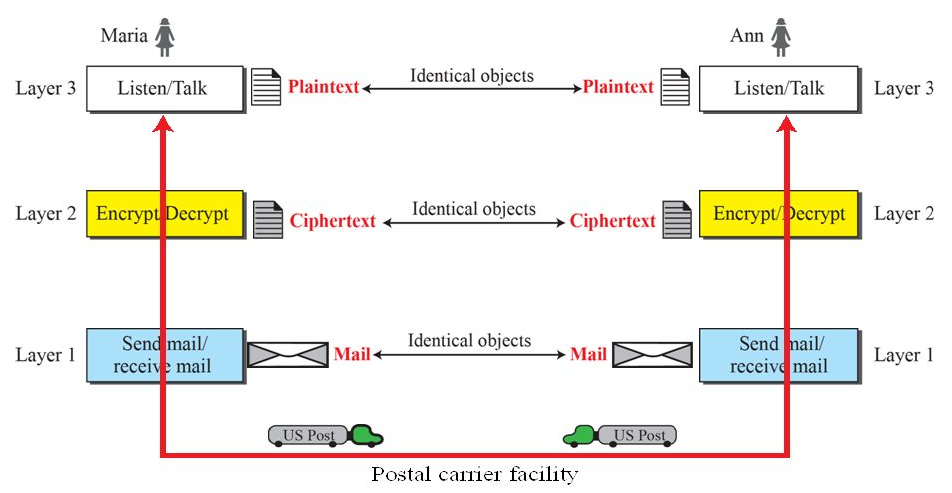 Maria
Ann
Layer 3
Listen/Talk
Plaintext
Identical objects
Plaintext
Listen/Talk
Layer 3
Layer 2
Encrypt/Decrypt
Ciphertext
Identical objects
Ciphertext
Encrypt/Decrypt
Layer 2
Layer 1
Send mail/
receive mail
Mail
Identical objects
Mail
Send mail/
receive mail
Layer 1
US Post
US Post
Postal carrier facility